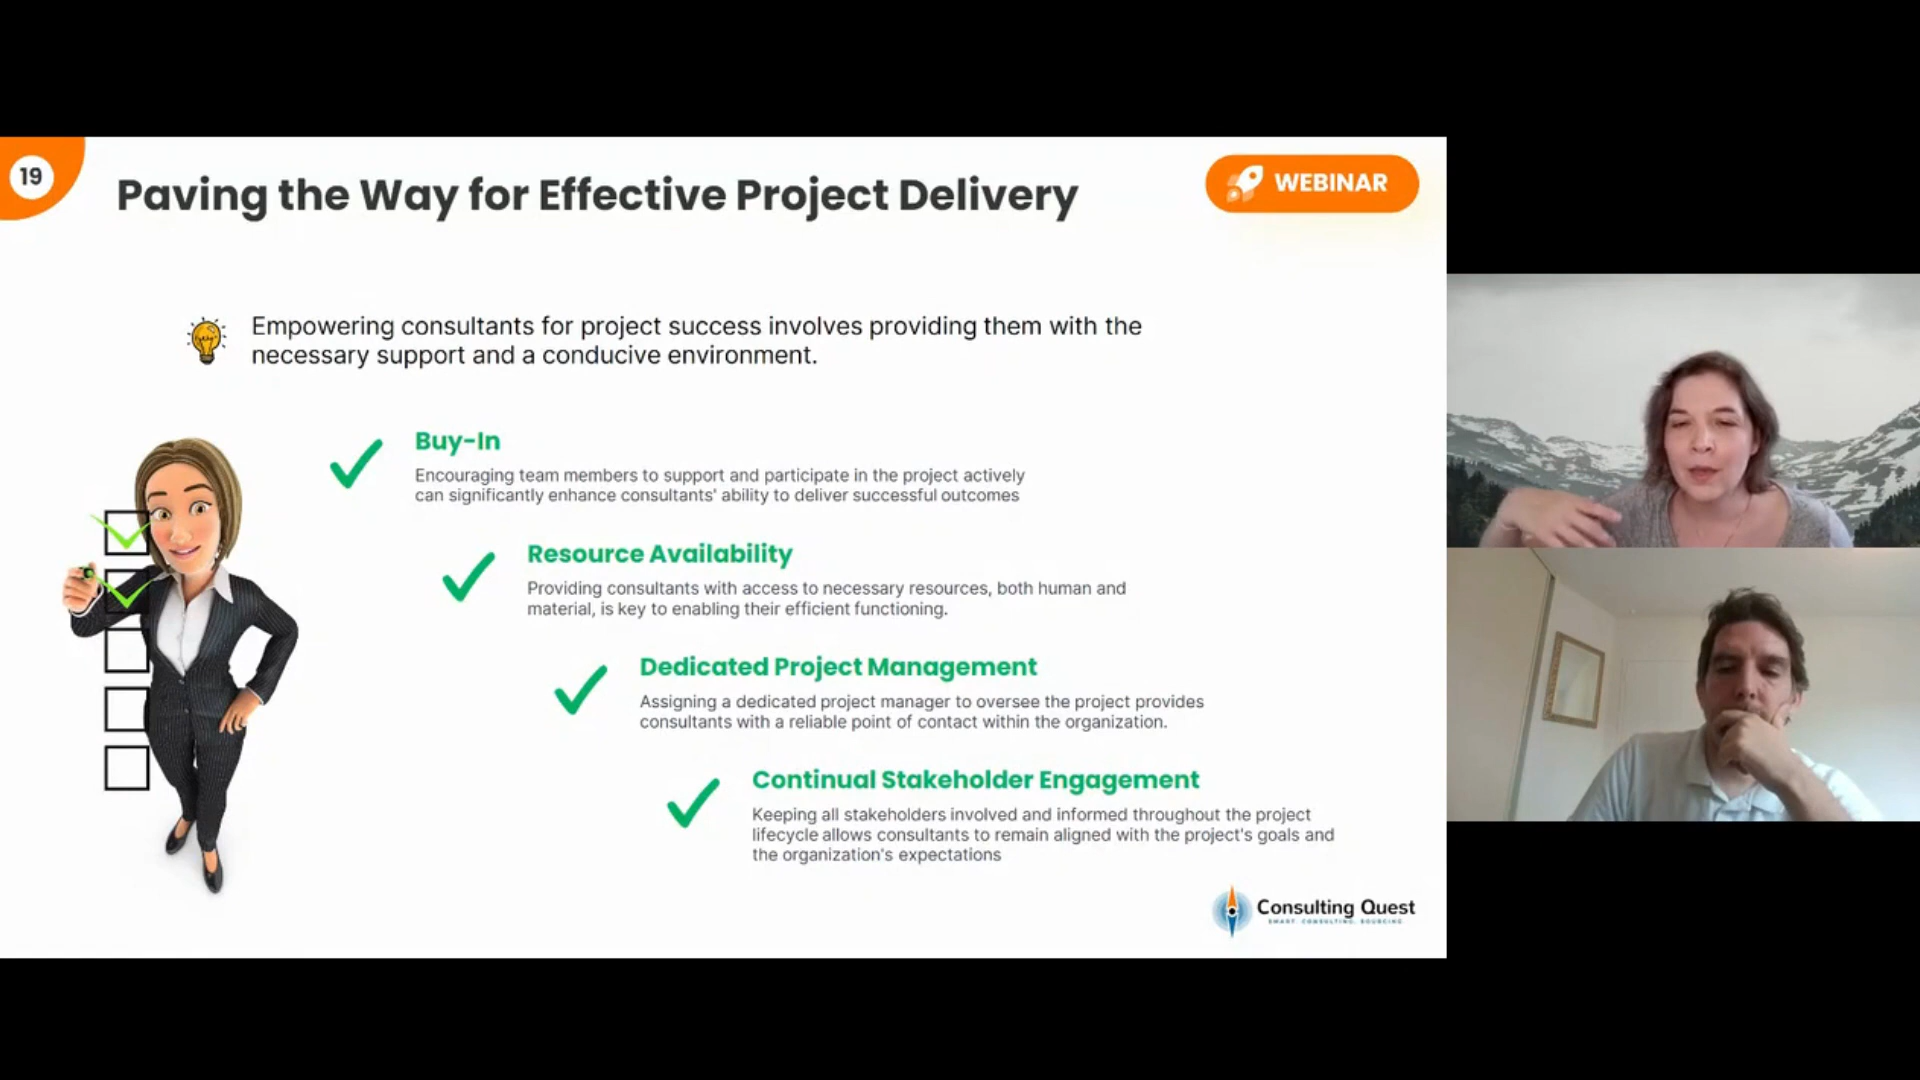 19
Paving the Way for Effective Project Delivery
WEBINAR
Empowering consultants for project success involves providing them with the
necessary support and a conducive environment.
Buy-In
Encouraging team members to support and participate in the project actively
can significantly enhance consultants' ability to deliver successful outcomes
Resource Availability
Providing consultants with access to necessary resources, both human and
material, is key to enabling their efficient functioning.
Dedicated Project Management
Assigning a dedicated project manager to oversee the project provides
consultants with a reliable point of contact within the organization.
Continual Stakeholder Engagement
Keeping all stakeholders involved and informed throughout the project
lifecycle allows consultants to remain aligned with the project's goals and
the organization's expectations
Consulting Quest
SMART. CONSULTING. SOURCING